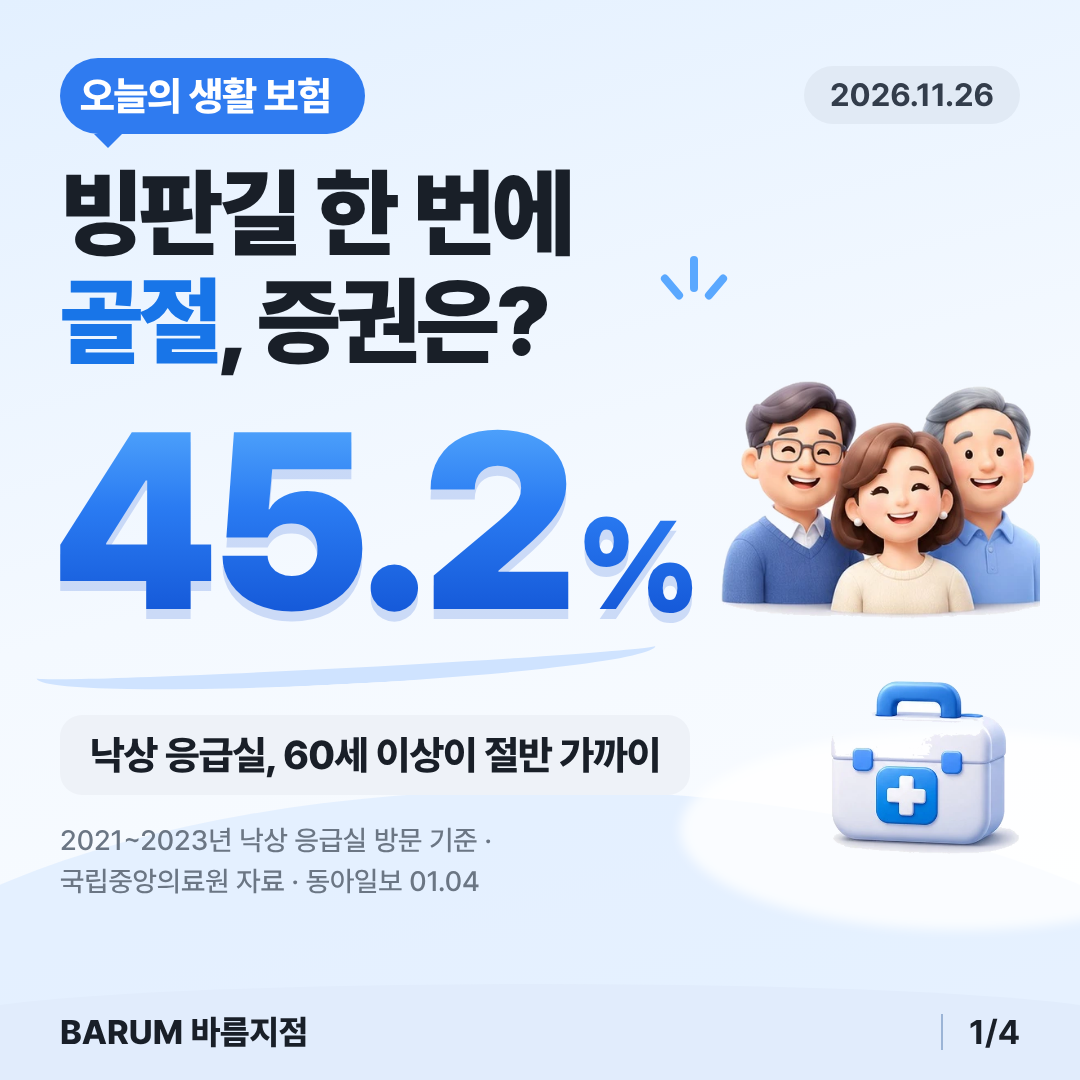 오늘의 생활 보험
2026.11.26
빙판길 한 번에
골절, 증권은?
45.2%
낙상 응급실, 60세 이상이 절반 가까이
2021~2023년 낙상 응급실 방문 기준 ·
국립중앙의료원 자료 · 동아일보 01.04
BARUM 바름지점
1/4